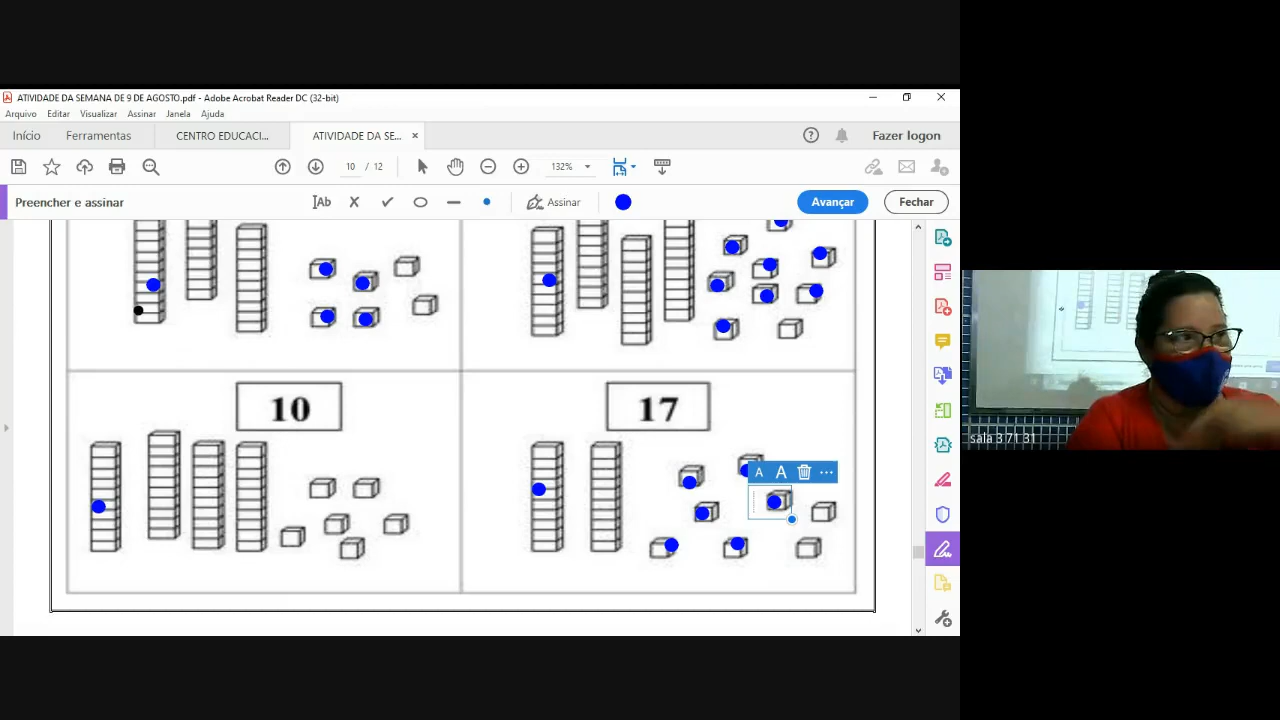 ATIVIDADE DA SEMANA DE 9 DE AGOSTO.pdf - Adobe Acrobat Reader DC (32-bit)
Arquivo Editar Visualizar Assinar Janela Ajuda
Início Ferramentas CENTRO EDUCACI... ATIVIDADE DA SE... × Fazer logon
10 / 12 132%
Preencher e assinar Ab Assinar Avançar Fechar
10 17
A A
sala 3 71 31